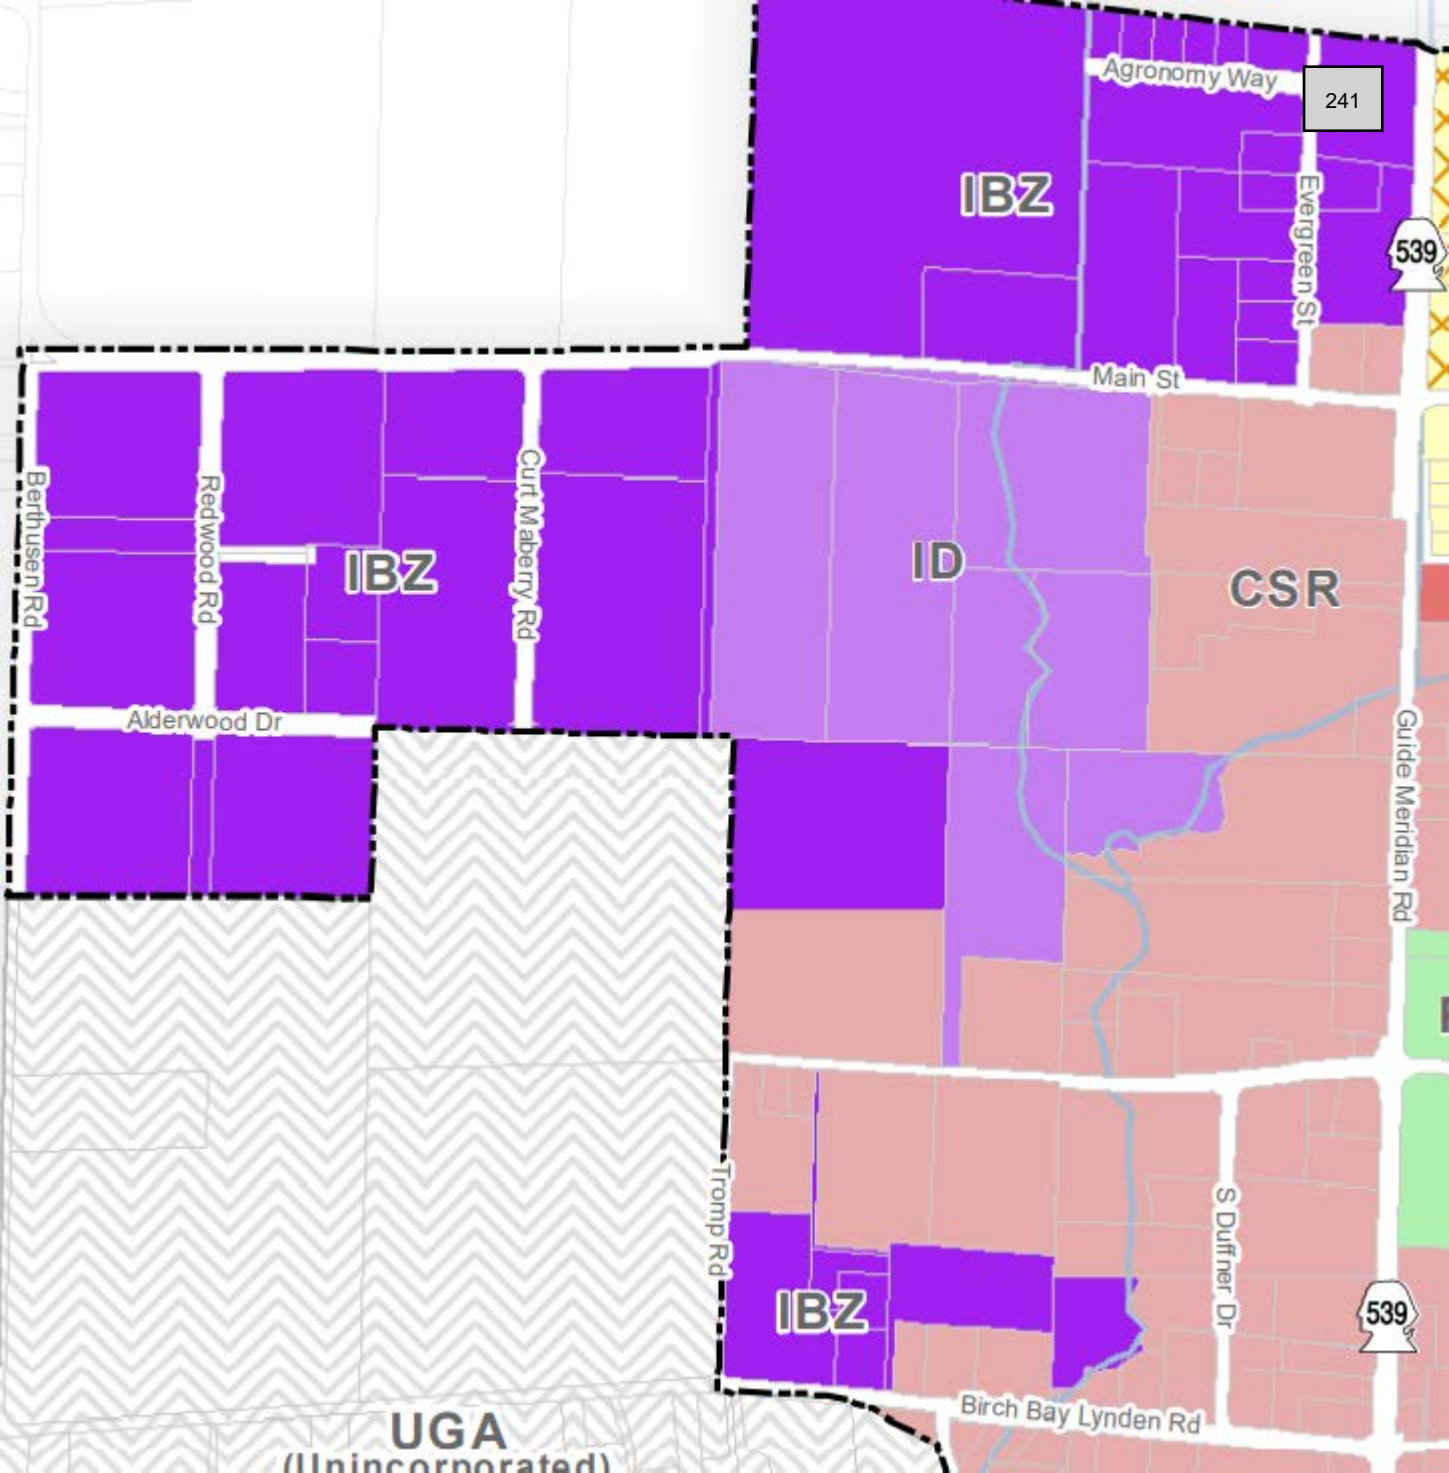 Agronomy Way
241
IBZ
Evergreen St
539
Main St
Berthusen Rd
Redwood Rd
Curt Maberry Rd
IBZ
ID
CSR
Alderwood Dr
Guide Meridian Rd
Tromp Rd
S Duffner Dr
IBZ
539
Birch Bay Lynden Rd
UGA
(Unincorporated)